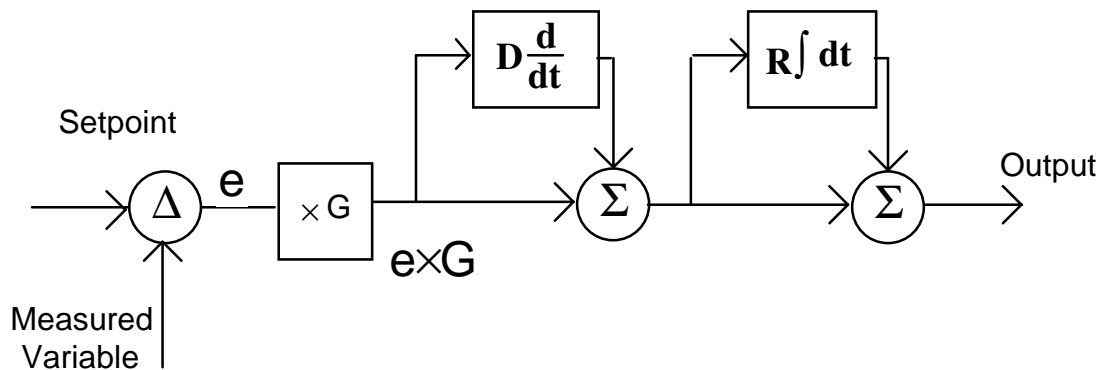 D d/dt
R∫ dt
Setpoint
Δ
e
× G
Σ
Σ
Output
e×G
Measured
Variable